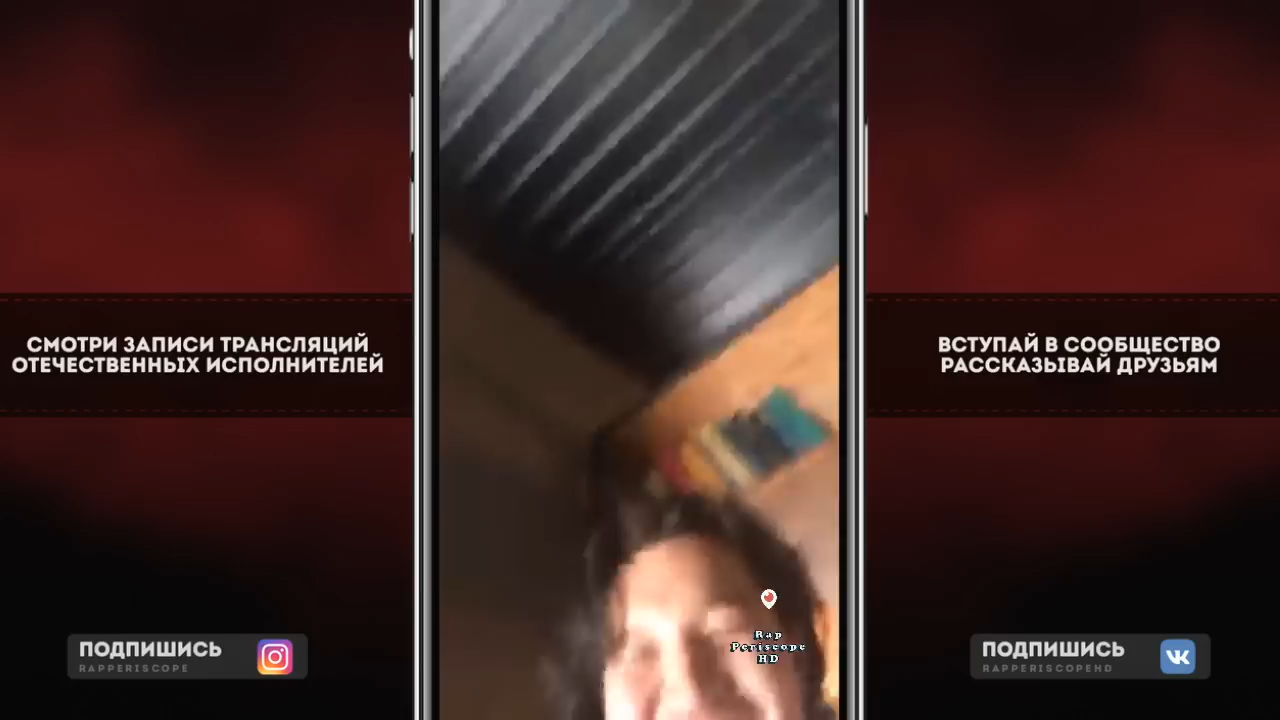 СМОТРИ ЗАПИСИ ТРАНСЛЯЦИЙ
ОТЕЧЕСТВЕННЫХ ИСПОЛНИТЕЛЕЙ
ВСТУПАЙ В СООБЩЕСТВО
РАССКАЗЫВАЙ ДРУЗЬЯМ
ПОДПИШИСЬ
RAPPERISCOPE
Rap
Periscope
HD
ПОДПИШИСЬ
RAPPERISCOPEHD